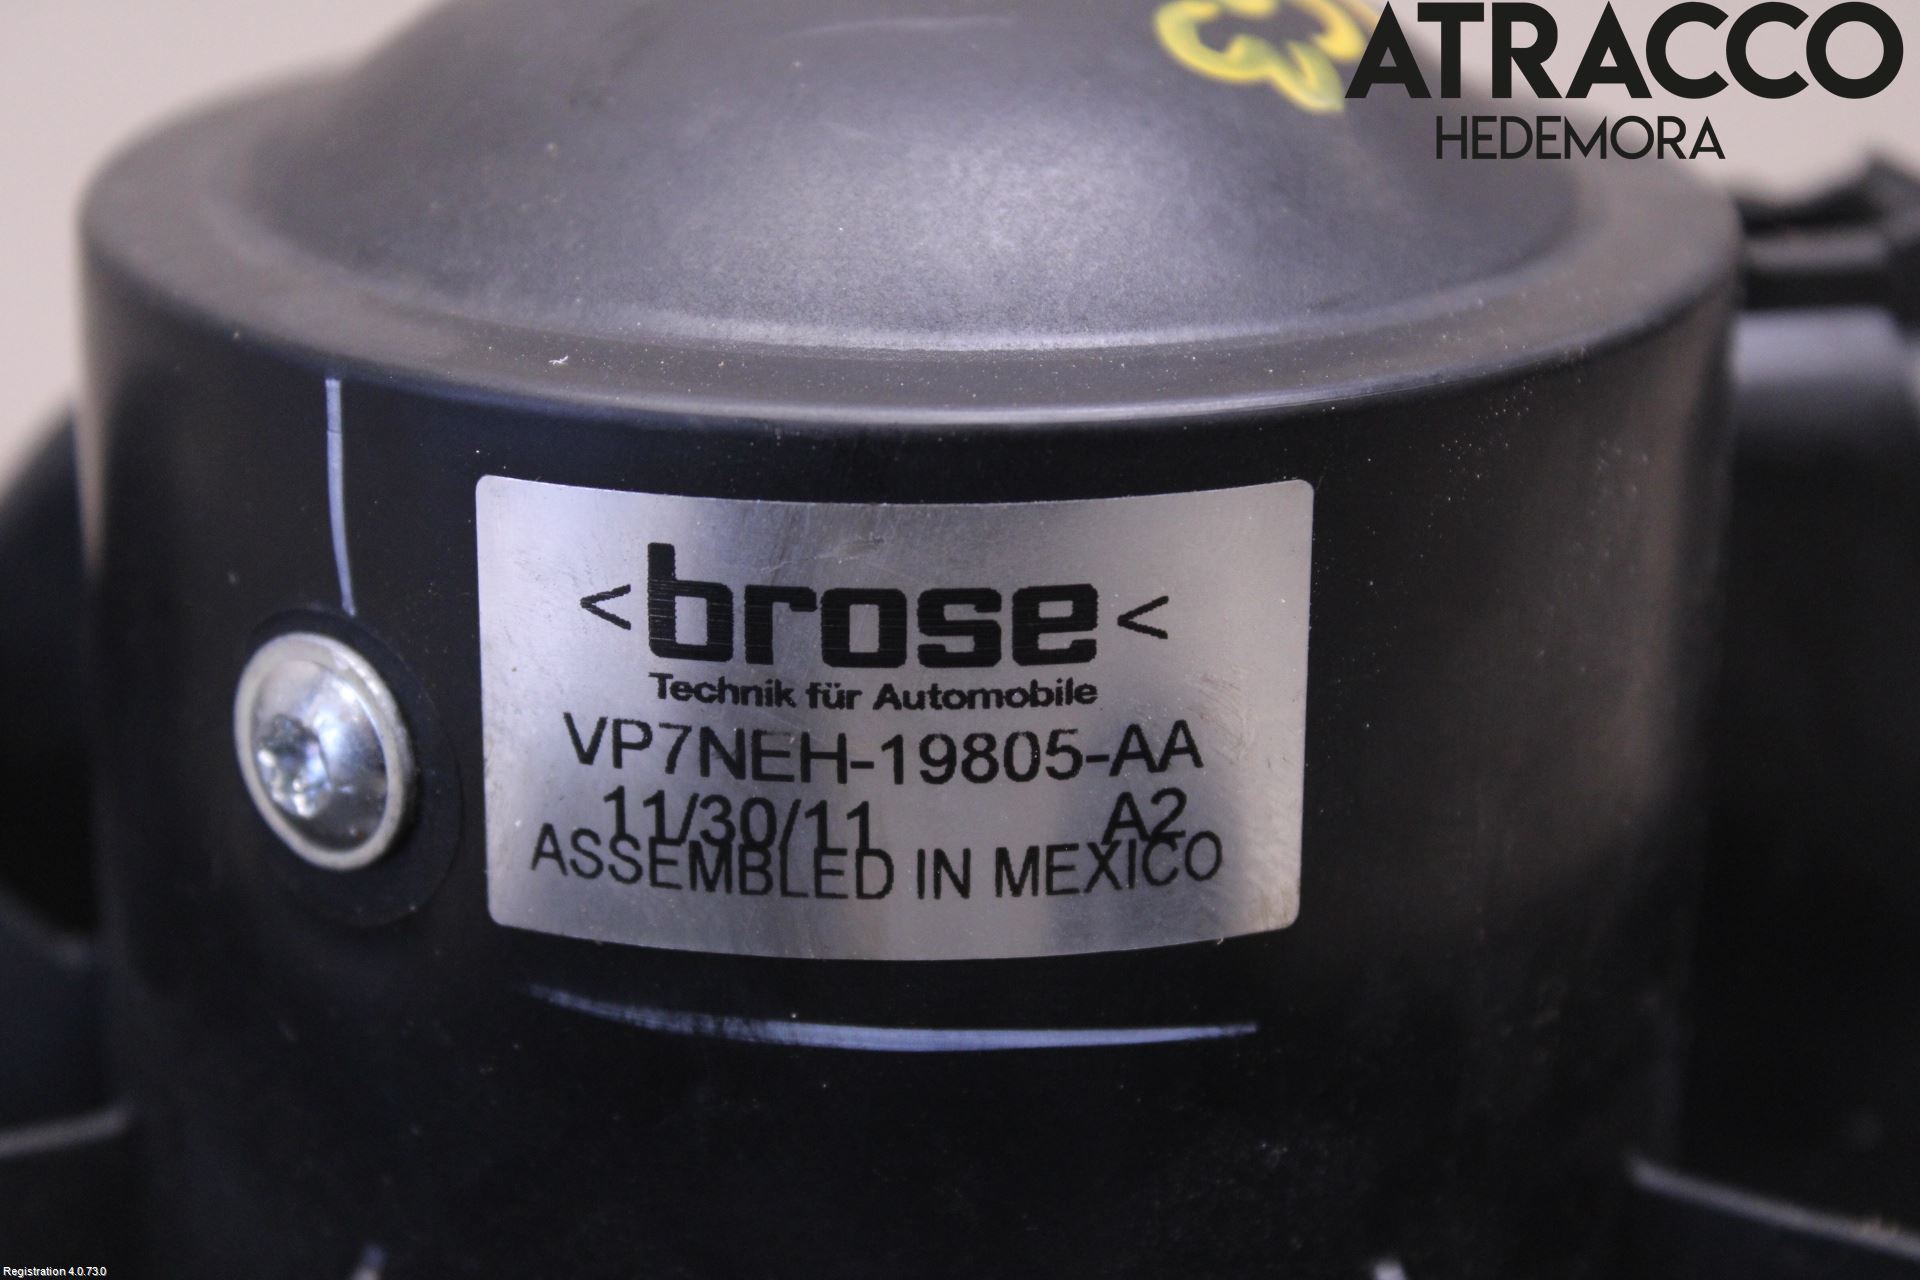 ATRACCO
HEDEMORA
<brose<
Technik für Automobile
VP7NEH-19805-AA
11/30/11 A2
ASSEMBLED IN MEXICO
Registration 4.0.73.0